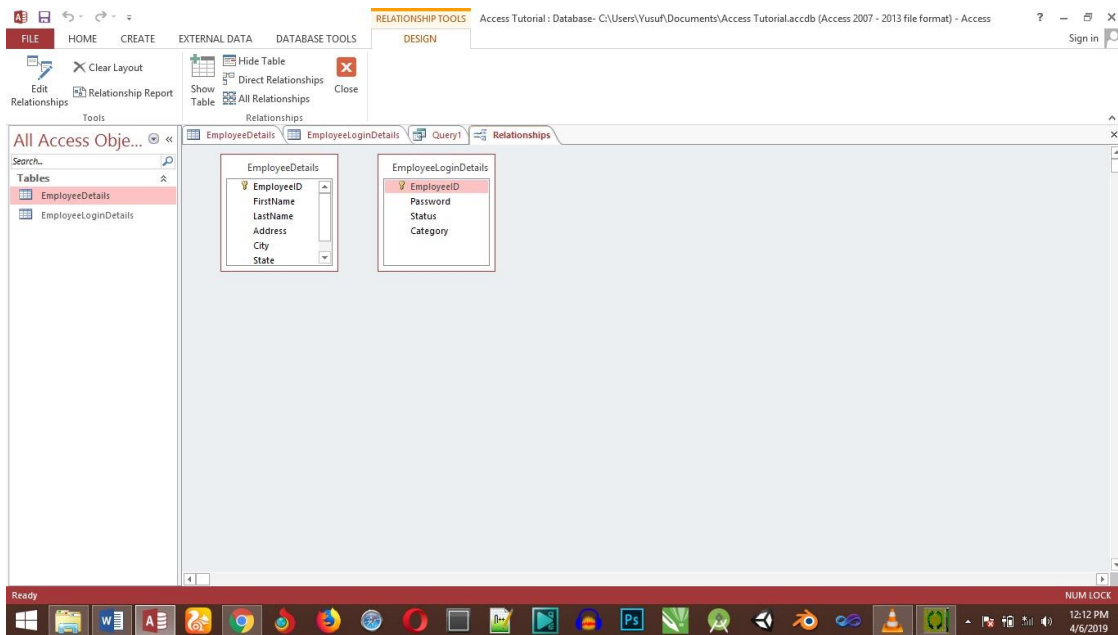 RELATIONSHIP TOOLS Access Tutorial : Database- C:\Users\Yusuf\Documents\Access Tutorial.accdb (Access 2007 - 2013 file format) - Access
FILE HOME CREATE EXTERNAL DATA DATABASE TOOLS DESIGN Sign in
Edit Relationships
Clear Layout
Relationship Report
Tools
Show Table
Hide Table
Direct Relationships
All Relationships
Close
Relationships
All Access Obje...
Search...
Tables
EmployeeDetails
EmployeeLoginDetails
EmployeeDetails EmployeeLoginDetails Query1 Relationships
EmployeeDetails
EmployeeID
FirstName
LastName
Address
City
State
EmployeeLoginDetails
EmployeeID
Password
Status
Category
Ready NUM LOCK
12:12 PM
4/6/2019